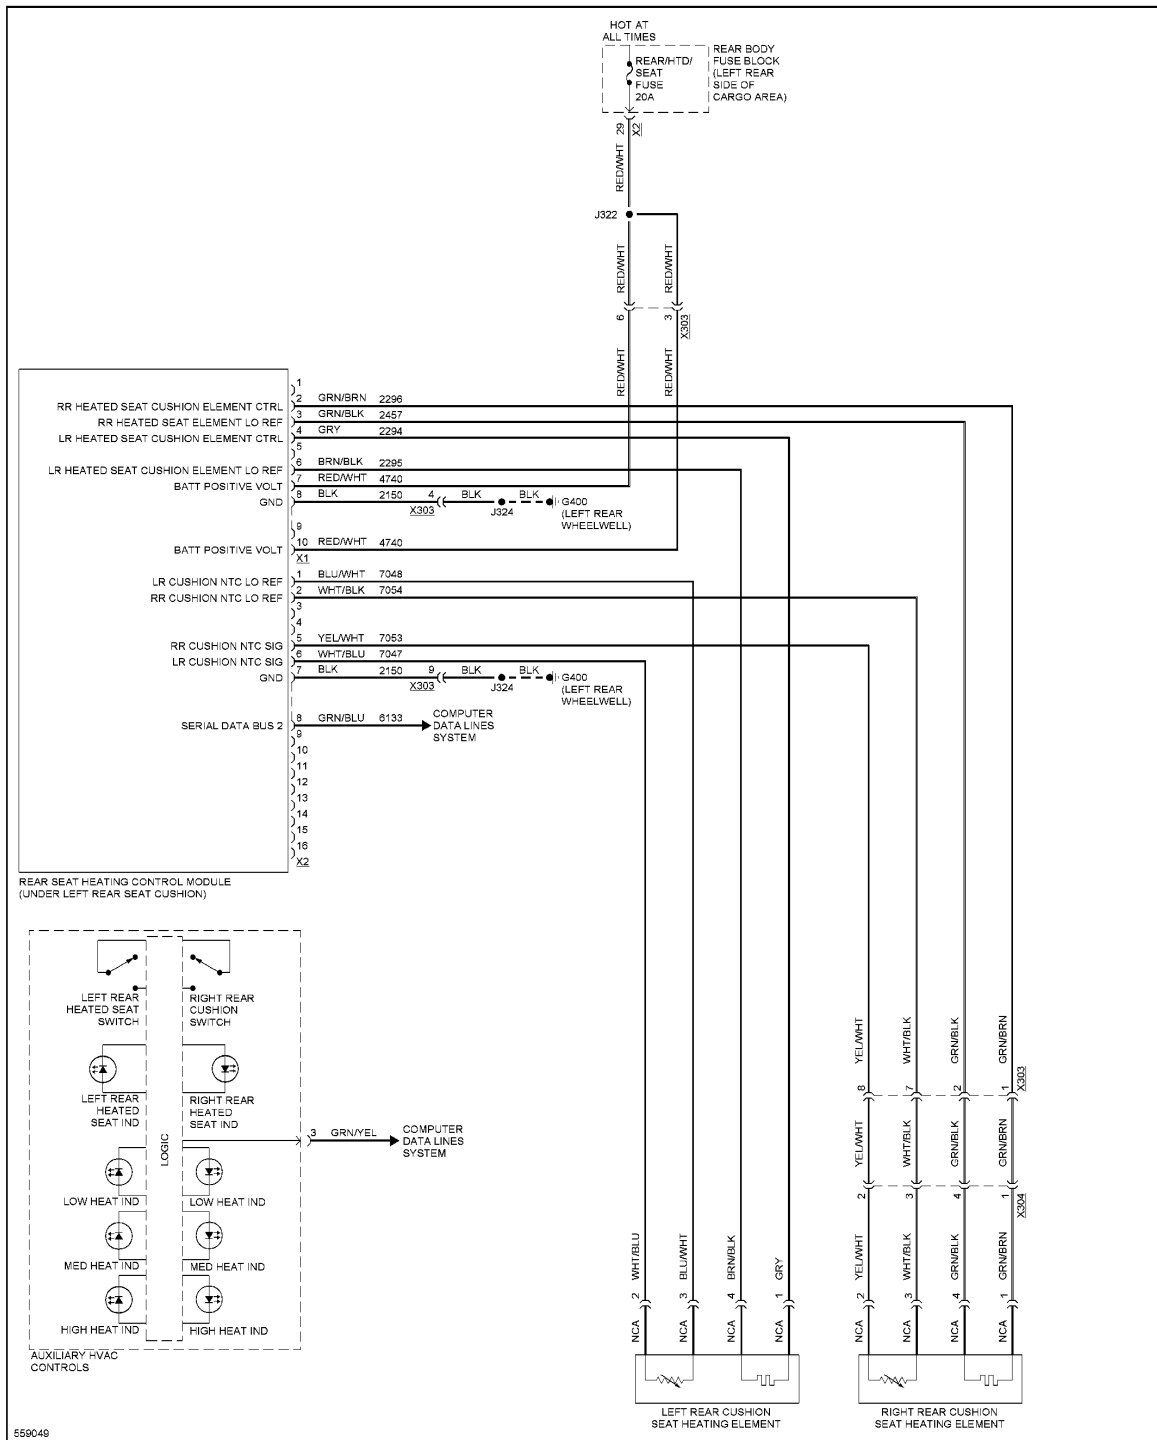 HOT AT
ALL TIMES
REAR/HTD/
SEAT
FUSE
20A
REAR BODY
FUSE BLOCK
(LEFT REAR
SIDE OF
CARGO AREA)
29
X2
RED/WHT
J322
RED/WHT
RED/WHT
6
3
X303
RED/WHT
RED/WHT
1
RR HEATED SEAT CUSHION ELEMENT CTRL 2 GRN/BRN 2296
RR HEATED SEAT ELEMENT LO REF 3 GRN/BLK 2457
LR HEATED SEAT CUSHION ELEMENT CTRL 4 GRY 2294
5
LR HEATED SEAT CUSHION ELEMENT LO REF 6 BRN/BLK 2295
BATT POSITIVE VOLT 7 RED/WHT 4740
GND 8 BLK 2150 4 BLK BLK G400
X303 J324 (LEFT REAR
WHEELWELL)
9
BATT POSITIVE VOLT 10 RED/WHT 4740
X1
LR CUSHION NTC LO REF 1 BLU/WHT 7048
RR CUSHION NTC LO REF 2 WHT/BLK 7054
3
4
RR CUSHION NTC SIG 5 YEL/WHT 7053
LR CUSHION NTC SIG 6 WHT/BLU 7047
GND 7 BLK 2150 9 BLK BLK G400
X303 J324 (LEFT REAR
WHEELWELL)
SERIAL DATA BUS 2 8 GRN/BLU 6133 COMPUTER
DATA LINES
SYSTEM
9
10
11
12
13
14
15
16
X2
REAR SEAT HEATING CONTROL MODULE
(UNDER LEFT REAR SEAT CUSHION)
LEFT REAR
HEATED SEAT
SWITCH
RIGHT REAR
CUSHION
SWITCH
LEFT REAR
HEATED
SEAT IND
RIGHT REAR
HEATED
SEAT IND
LOGIC
3 GRN/YEL
COMPUTER
DATA LINES
SYSTEM
LOW HEAT IND
LOW HEAT IND
MED HEAT IND
MED HEAT IND
HIGH HEAT IND
HIGH HEAT IND
AUXILIARY HVAC
CONTROLS
YEL/WHT WHT/BLK GRN/BLK GRN/BRN
8 7 2 1 X303
YEL/WHT WHT/BLK GRN/BLK GRN/BRN
2 3 4 1 X304
WHT/BLU BLU/WHT BRN/BLK GRY
2 3 4 1
NCA NCA NCA NCA
YEL/WHT WHT/BLK GRN/BLK GRN/BRN
2 3 4 1
NCA NCA NCA NCA
LEFT REAR CUSHION
SEAT HEATING ELEMENT
RIGHT REAR CUSHION
SEAT HEATING ELEMENT
559049